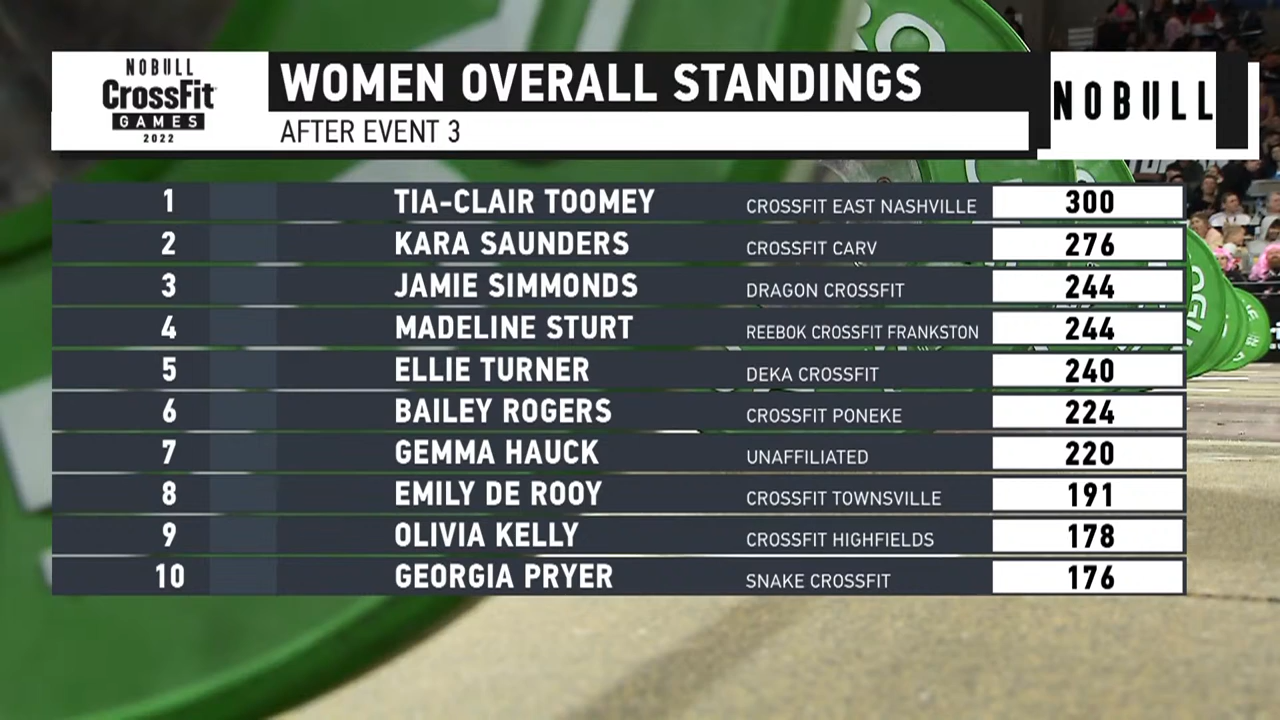 NOBULL
CrossFit
GAMES
2022
WOMEN OVERALL STANDINGS
AFTER EVENT 3
NOBULL
1 TIA-CLAIR TOOMEY CROSSFIT EAST NASHVILLE 300
2 KARA SAUNDERS CROSSFIT CARV 276
3 JAMIE SIMMONDS DRAGON CROSSFIT 244
4 MADELINE STURT REEBOK CROSSFIT FRANKSTON 244
5 ELLIE TURNER DEKA CROSSFIT 240
6 BAILEY ROGERS CROSSFIT PONEKE 224
7 GEMMA HAUCK UNAFFILIATED 220
8 EMILY DE ROOY CROSSFIT TOWNSVILLE 191
9 OLIVIA KELLY CROSSFIT HIGHFIELDS 178
10 GEORGIA PRYER SNAKE CROSSFIT 176